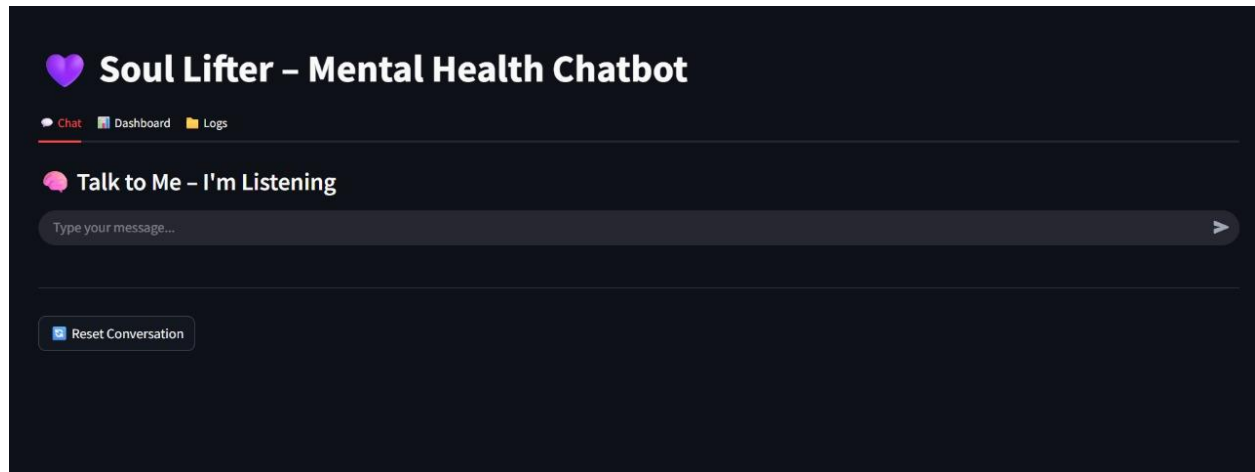 💜 Soul Lifter – Mental Health Chatbot
💬 Chat 📊 Dashboard 📁 Logs
🧠 Talk to Me – I'm Listening
Type your message...
🔄 Reset Conversation